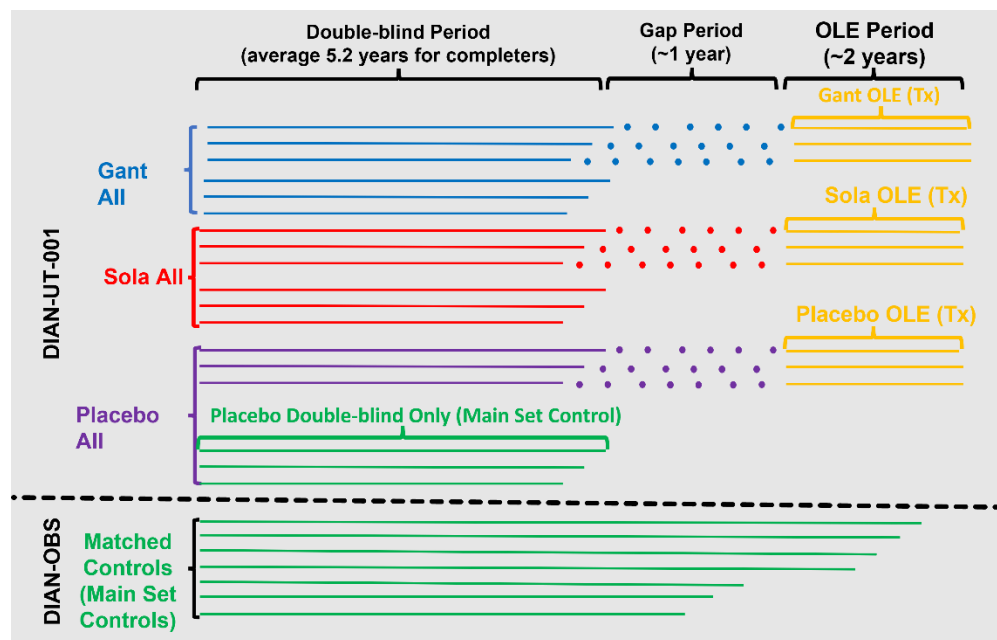 Double-blind Period
(average 5.2 years for completers)
Gap Period
(~1 year)
OLE Period
(~2 years)
Gant OLE (Tx)
Gant
All
Sola OLE (Tx)
Sola All
DIAN-UT-001
Placebo OLE (Tx)
Placebo
All
Placebo Double-blind Only (Main Set Control)
DIAN-OBS
Matched
Controls
(Main Set
Controls)